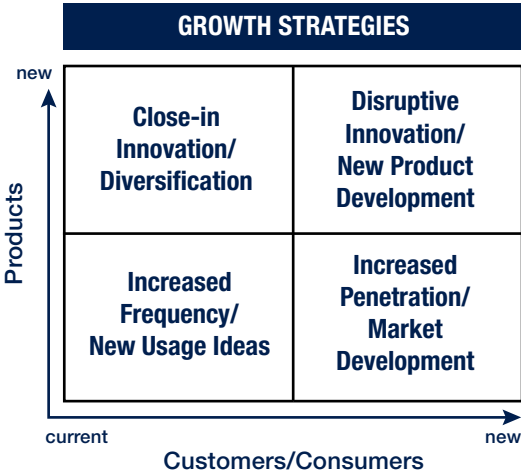 GROWTH STRATEGIES
new
Close-in
Innovation/
Diversification
Disruptive
Innovation/
New Product
Development
Products
Increased
Frequency/
New Usage Ideas
Increased
Penetration/
Market
Development
current
new
Customers/Consumers